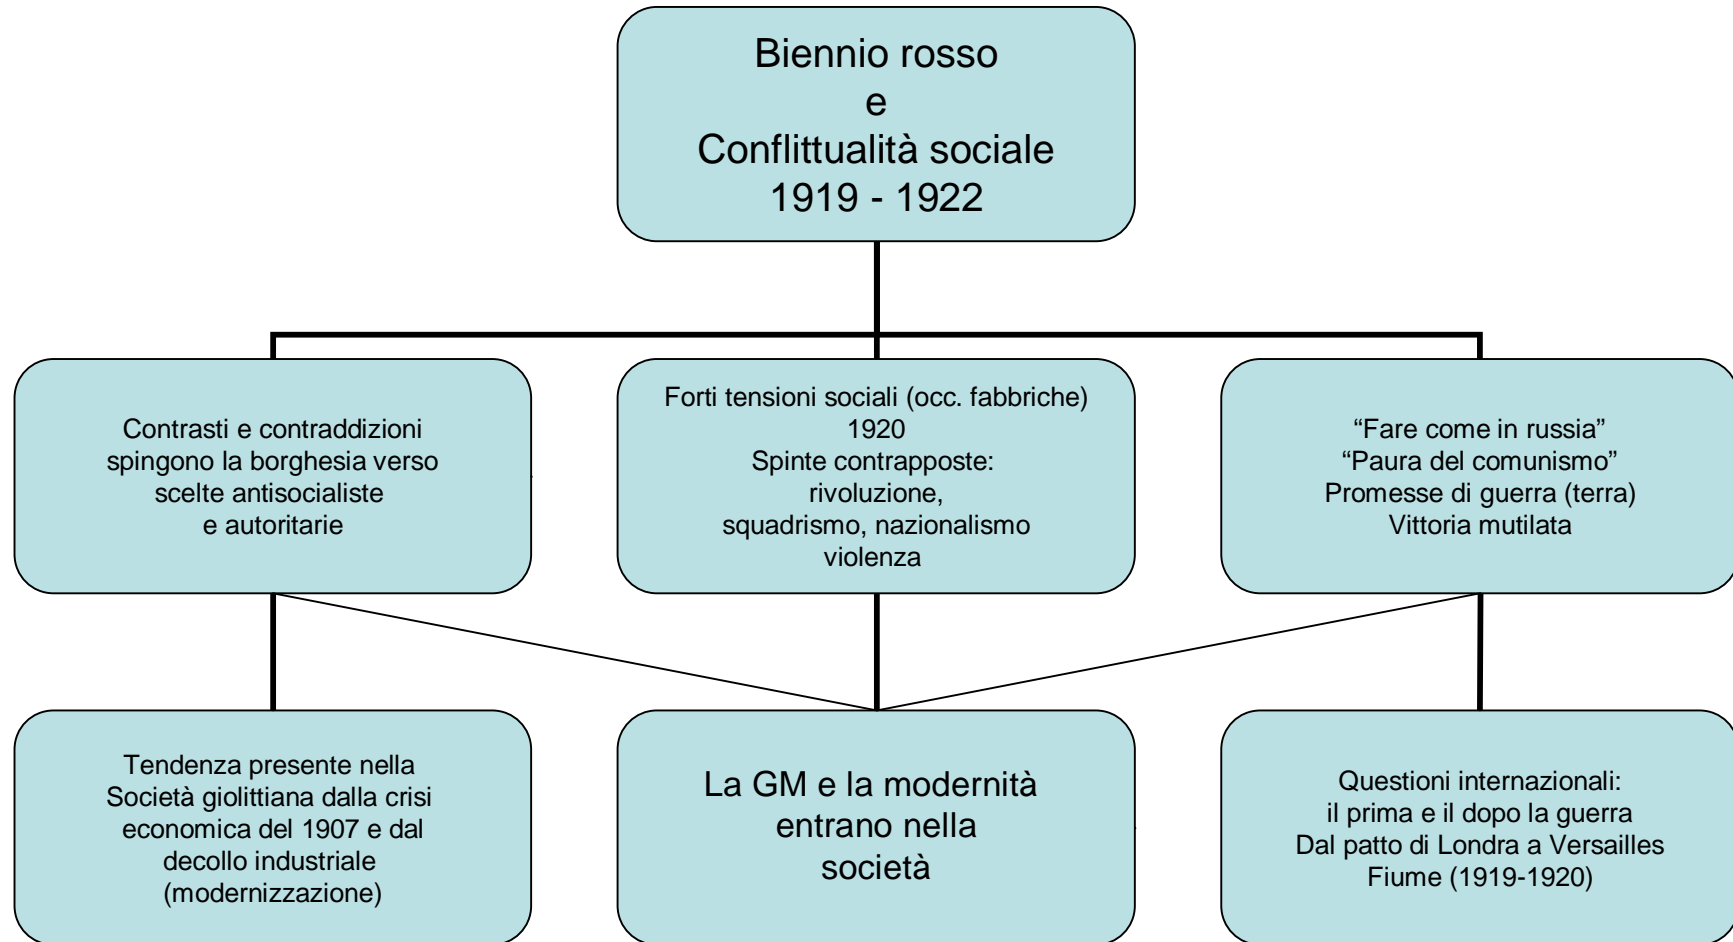 Biennio rosso
e
Conflittualità sociale
1919 - 1922
Contrasti e contraddizioni
spingono la borghesia verso
scelte antisocialiste
e autoritarie
Forti tensioni sociali (occ. fabbriche)
1920
Spinte contrapposte:
rivoluzione,
squadrismo, nazionalismo
violenza
“Fare come in russia”
“Paura del comunismo”
Promesse di guerra (terra)
Vittoria mutilata
Tendenza presente nella
Società giolittiana dalla crisi
economica del 1907 e dal
decollo industriale
(modernizzazione)
La GM e la modernità
entrano nella
società
Questioni internazionali:
il prima e il dopo la guerra
Dal patto di Londra a Versailles
Fiume (1919-1920)